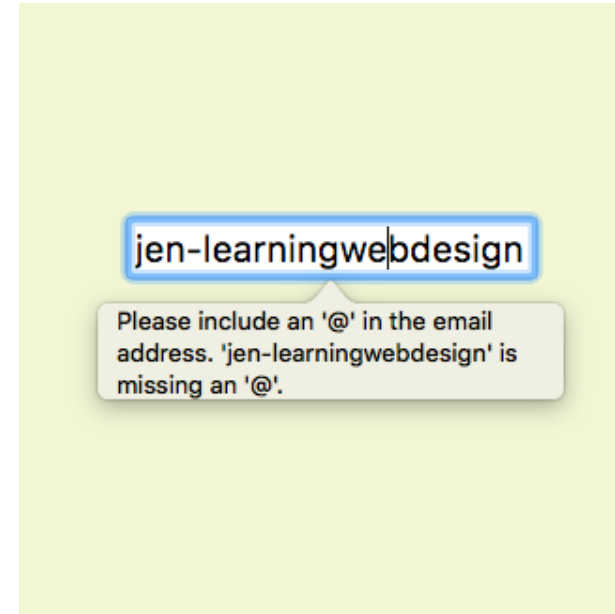 jen-learningwebdesign
Please include an '@' in the email
address. 'jen-learningwebdesign' is
missing an '@'.